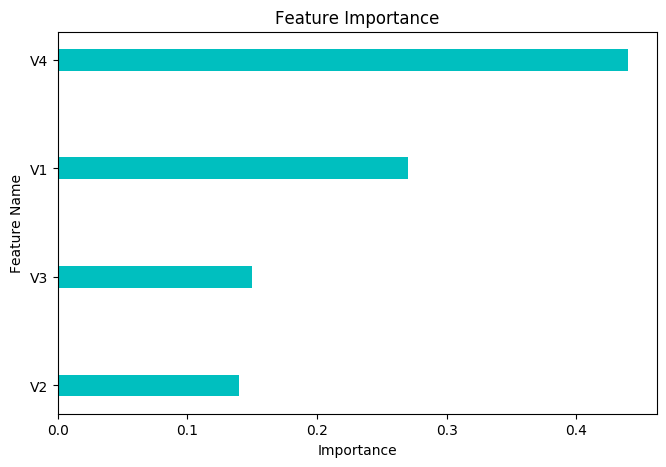 Feature Importance
V4
V1
V3
V2
Feature Name
0.0 0.1 0.2 0.3 0.4
Importance